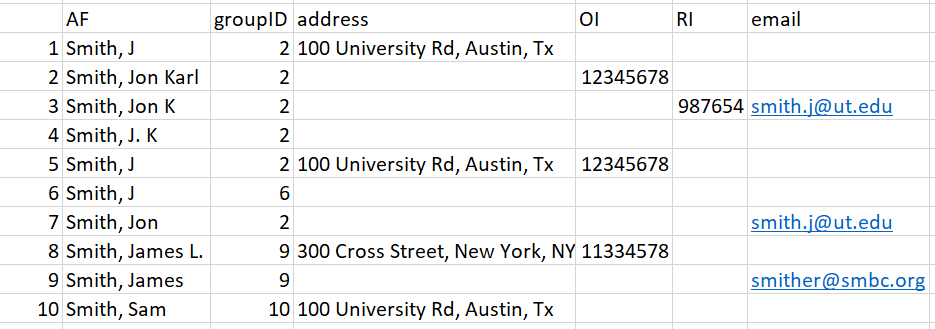 AF groupID address OI RI email
1 Smith, J 2 100 University Rd, Austin, Tx
2 Smith, Jon Karl 2 12345678
3 Smith, Jon K 2 987654 smith.j@ut.edu
4 Smith, J. K 2
5 Smith, J 2 100 University Rd, Austin, Tx 12345678
6 Smith, J 6
7 Smith, Jon 2 smith.j@ut.edu
8 Smith, James L. 9 300 Cross Street, New York, NY 11334578
9 Smith, James 9 smither@smbc.org
10 Smith, Sam 10 100 University Rd, Austin, Tx